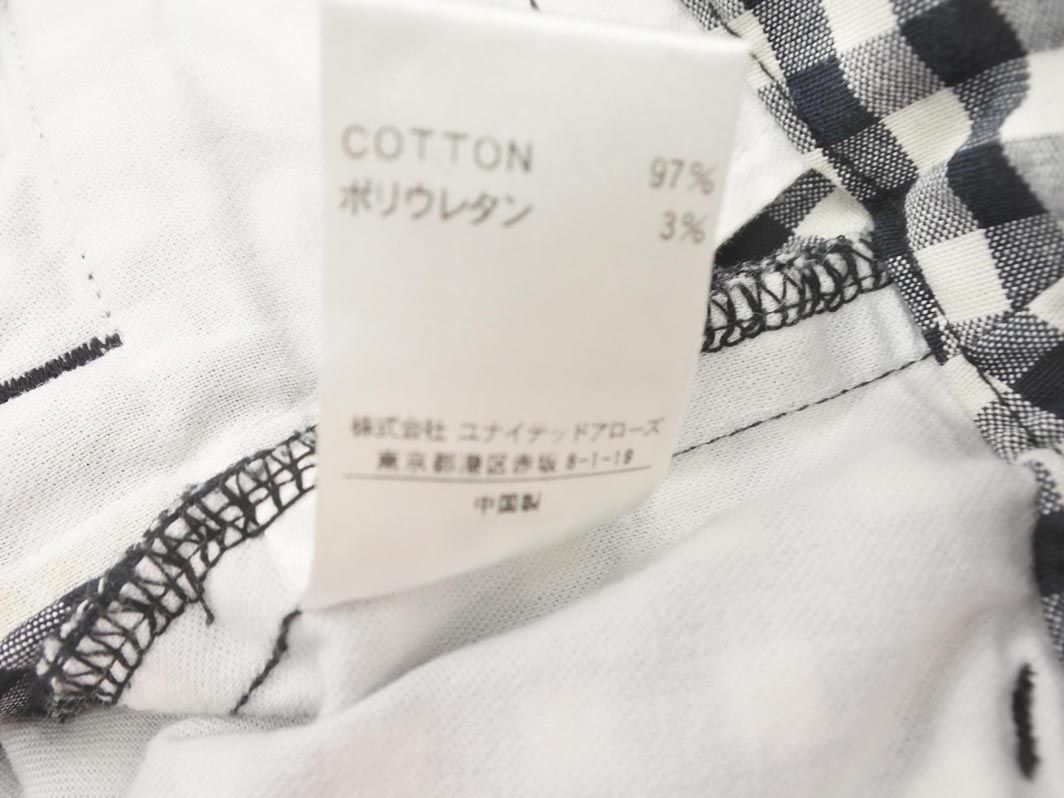 COTTON 97%
ポリウレタン 3%
株式会社 ユナイテッドアローズ
東京都港区赤坂 8-1-19
中国製